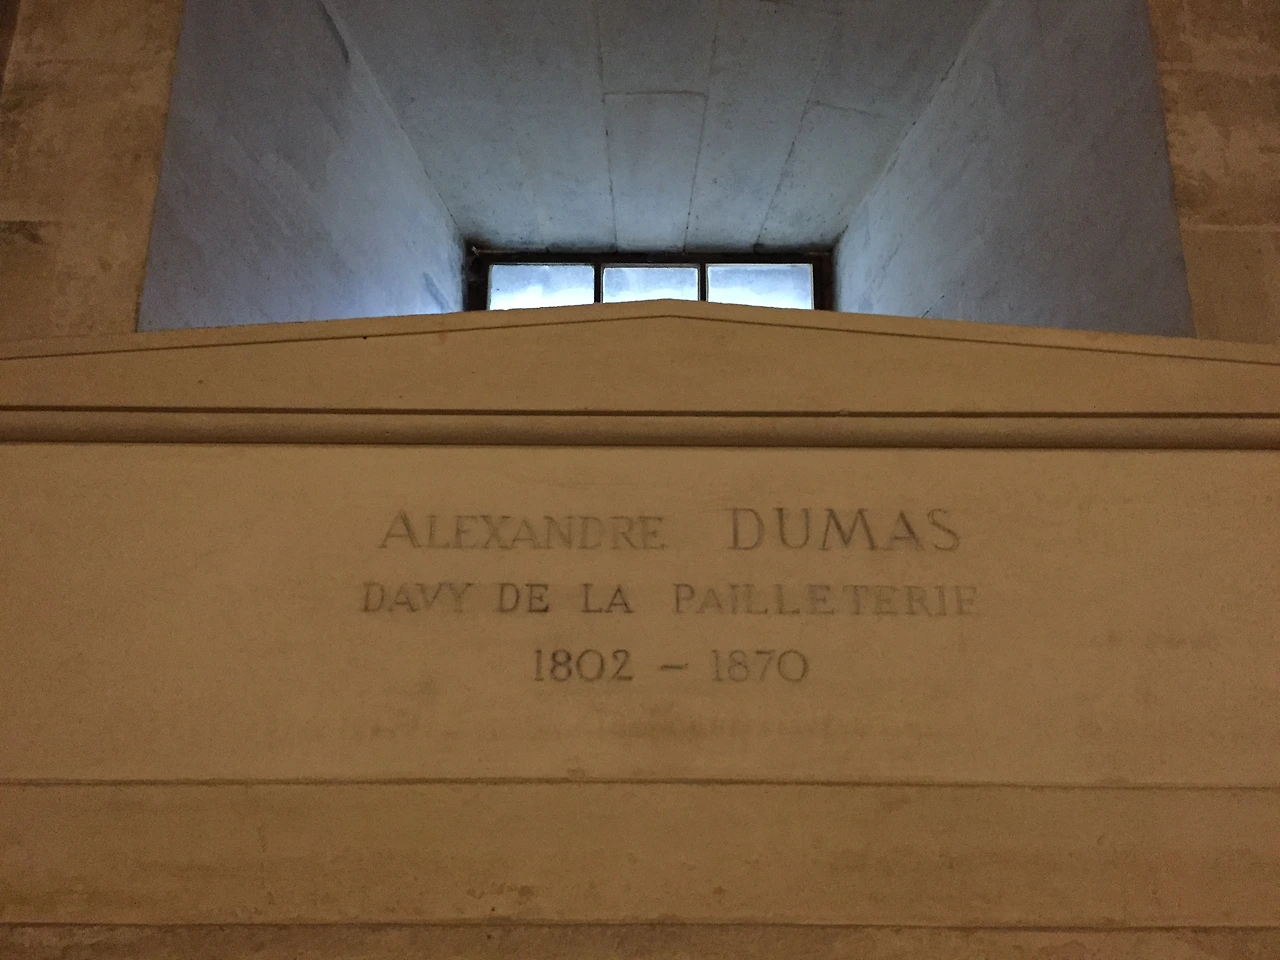 ALEXANDRE DUMAS
DAVY DE LA PAILLETERIE
1802 – 1870